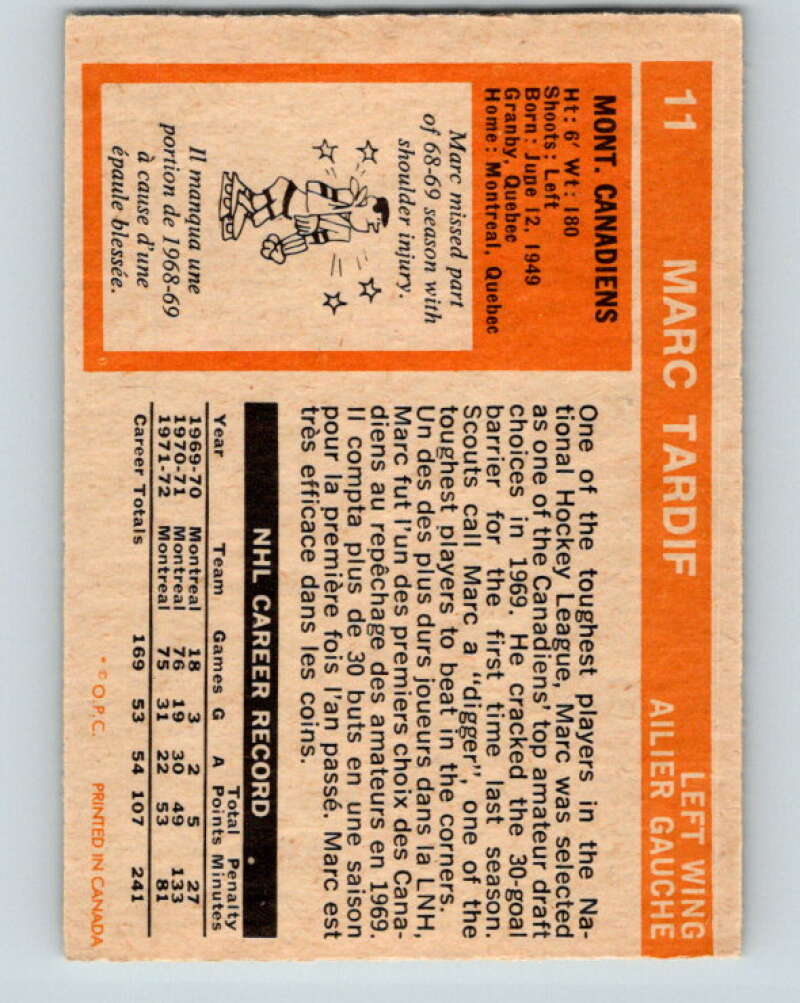 11 MARC TARDIF
LEFT WING
AILIER GAUCHE
MONT. CANADIENS
Ht: 6' Wt: 180
Shoots: Left
Born: June 12, 1949
Granby, Quebec
Home: Montreal, Quebec
Marc missed part
of 68-69 season with
shoulder injury.
Il manqua une
portion de 1968-69
à cause d'une
épaule blessée.
One of the toughest players in the Na-
tional Hockey League, Marc was selected
as one of the Canadiens' top amateur draft
choices in 1969. He cracked the 30-goal
barrier for the first time last season.
Scouts call Marc a "digger", one of the
toughest players to beat in the corners.
Un des des plus durs joueurs dans la LNH,
Marc fut l'un des premiers choix des Cana-
diens au repêchage des amateurs en 1969.
Il compta plus de 30 buts en une saison
pour la première fois l'an passé. Marc est
très efficace dans les coins.
NHL CAREER RECORD
Total Penalty
Year Team Games G A Points Minutes
1969-70 Montreal 18 3 2 5 27
1970-71 Montreal 76 19 30 49 133
1971-72 Montreal 75 31 22 53 81
Career Totals 169 53 54 107 241
* © O.P.C. PRINTED IN CANADA